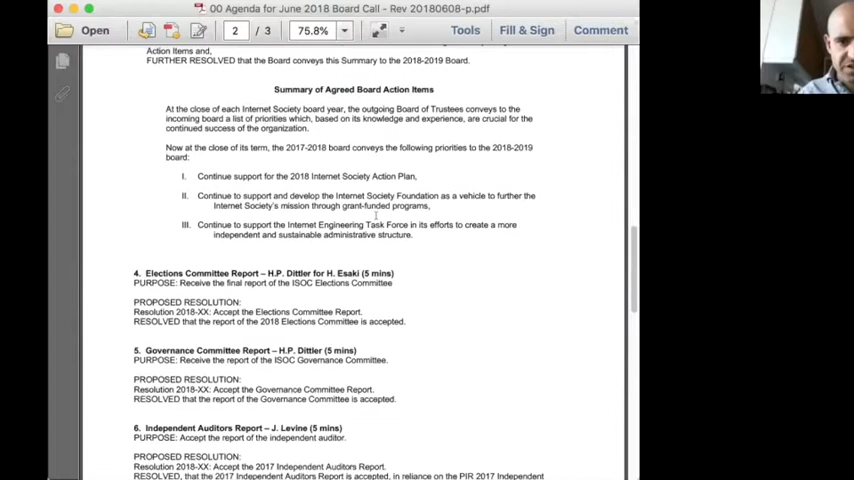 00 Agenda for June 2018 Board Call - Rev 20180608-p.pdf
Open
2 / 3
75.8%
Tools
Fill & Sign
Comment
Action Items and,
FURTHER RESOLVED that the Board conveys this Summary to the 2018-2019 Board.
Summary of Agreed Board Action Items
At the close of each Internet Society board year, the outgoing Board of Trustees conveys to the
incoming board a list of priorities which, based on its knowledge and experience, are crucial for the
continued success of the organization.
Now at the close of its term, the 2017-2018 board conveys the following priorities to the 2018-2019
board:
I. Continue support for the 2018 Internet Society Action Plan,
II. Continue to support and develop the Internet Society Foundation as a vehicle to further the
Internet Society's mission through grant-funded programs,
III. Continue to support the Internet Engineering Task Force in its efforts to create a more
independent and sustainable administrative structure.
4. Elections Committee Report – H.P. Dittler for H. Esaki (5 mins)
PURPOSE: Receive the final report of the ISOC Elections Committee
PROPOSED RESOLUTION:
Resolution 2018-XX: Accept the Elections Committee Report.
RESOLVED that the report of the 2018 Elections Committee is accepted.
5. Governance Committee Report – H.P. Dittler (5 mins)
PURPOSE: Receive the report of the ISOC Governance Committee.
PROPOSED RESOLUTION:
Resolution 2018-XX: Accept the Governance Committee Report.
RESOLVED that the report of the Governance Committee is accepted.
6. Independent Auditors Report – J. Levine (5 mins)
PURPOSE: Accept the report of the independent auditor.
PROPOSED RESOLUTION:
Resolution 2018-XX: Accept the 2017 Independent Auditors Report.
RESOLVED, that the 2017 Independent Auditors Report is accepted, in reliance on the PIR 2017 Independent